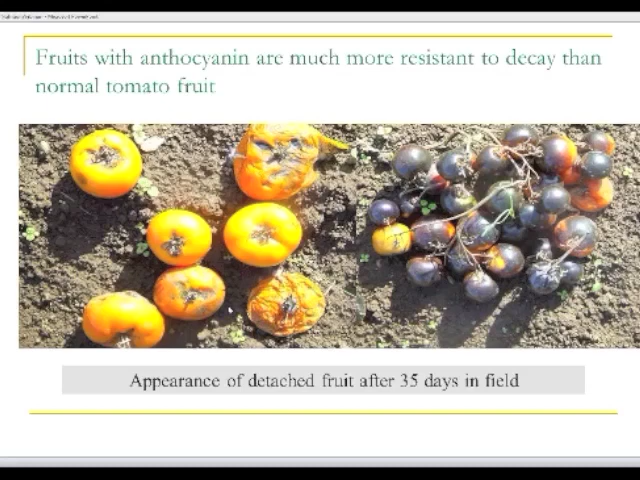 Fruits with anthocyanin are much more resistant to decay than
normal tomato fruit
Appearance of detached fruit after 35 days in field